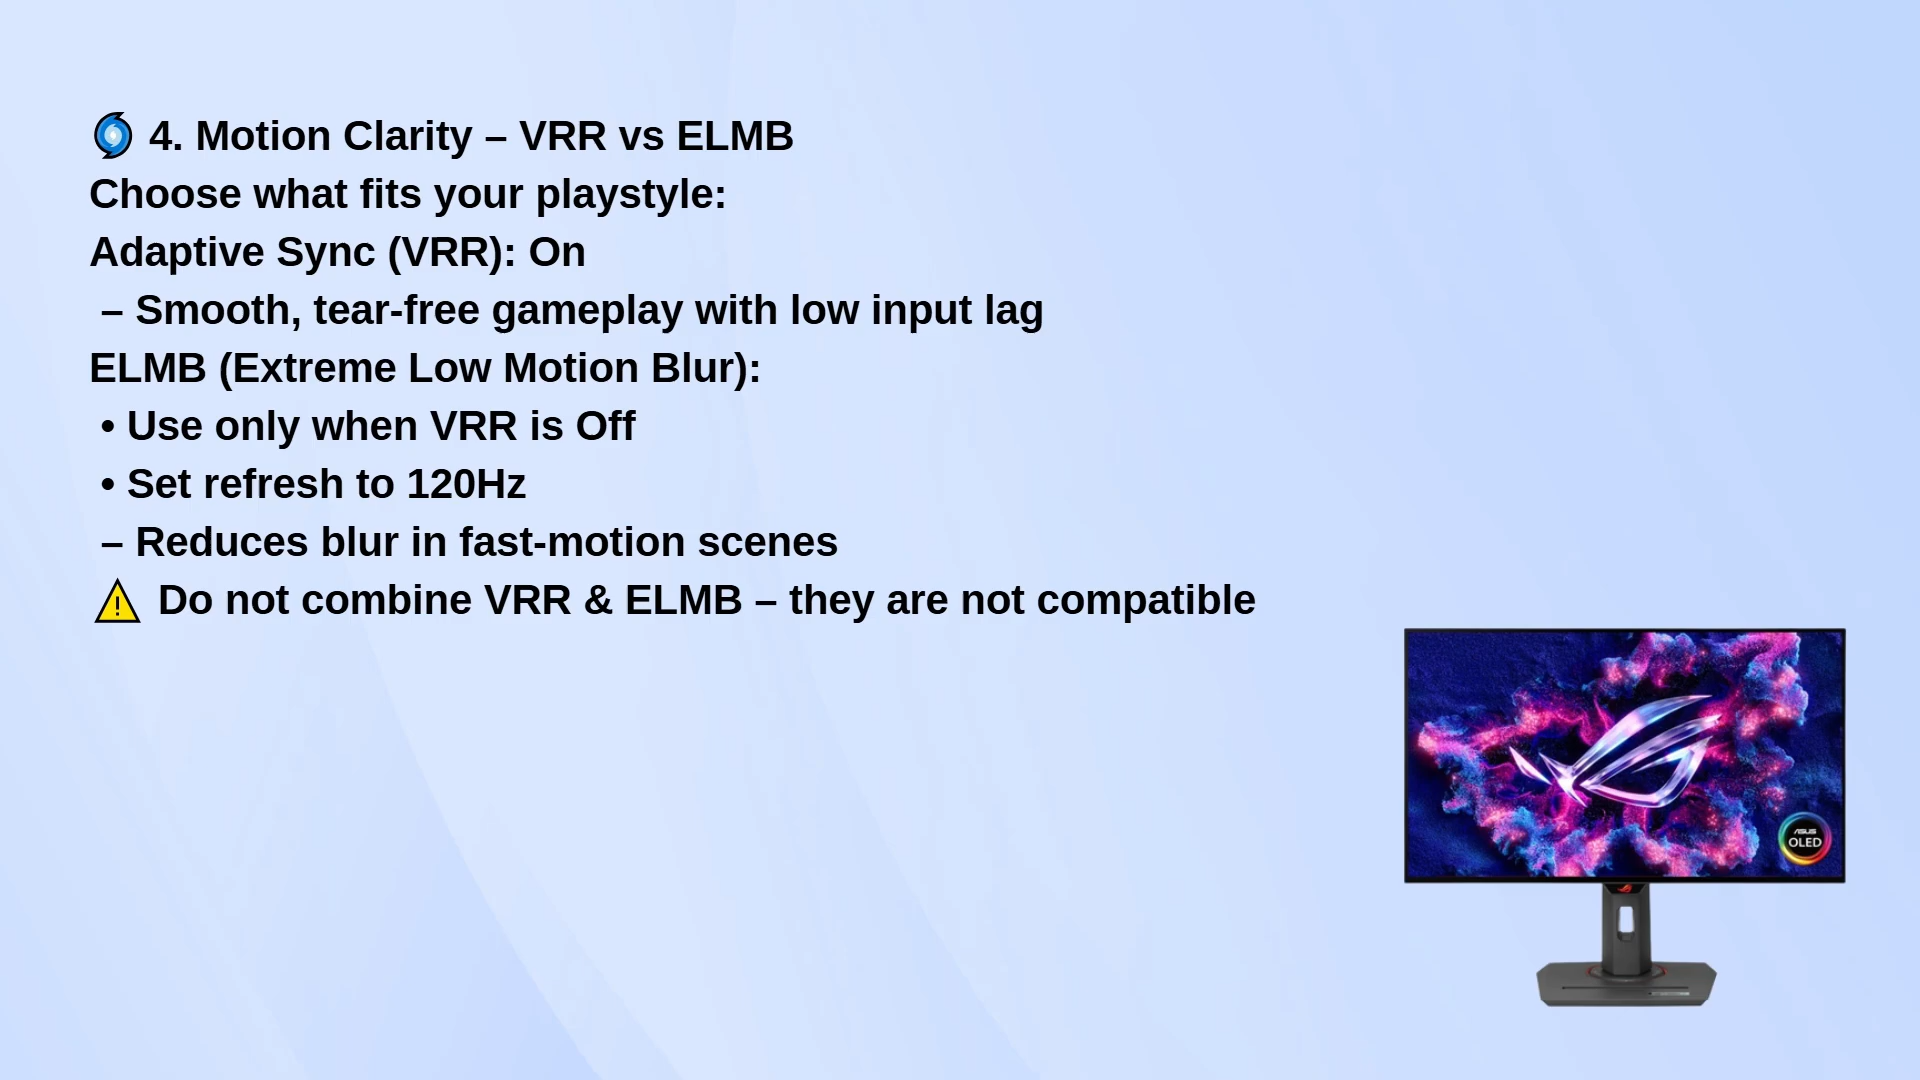 🌀 4. Motion Clarity – VRR vs ELMB
Choose what fits your playstyle:
Adaptive Sync (VRR): On
– Smooth, tear-free gameplay with low input lag
ELMB (Extreme Low Motion Blur):
• Use only when VRR is Off
• Set refresh to 120Hz
– Reduces blur in fast-motion scenes
⚠ Do not combine VRR & ELMB – they are not compatible
ASUS
OLED